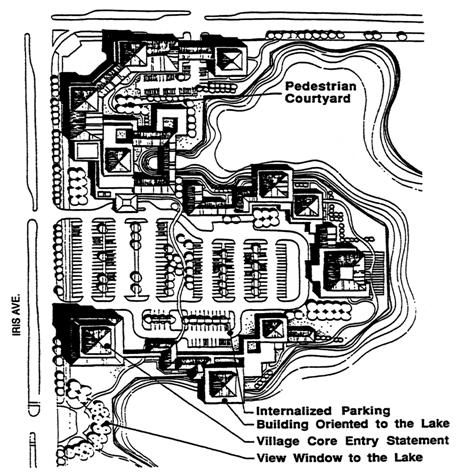 Pedestrian
Courtyard
IRIS AVE.
Internalized Parking
Building Oriented to the Lake
Village Core Entry Statement
View Window to the Lake